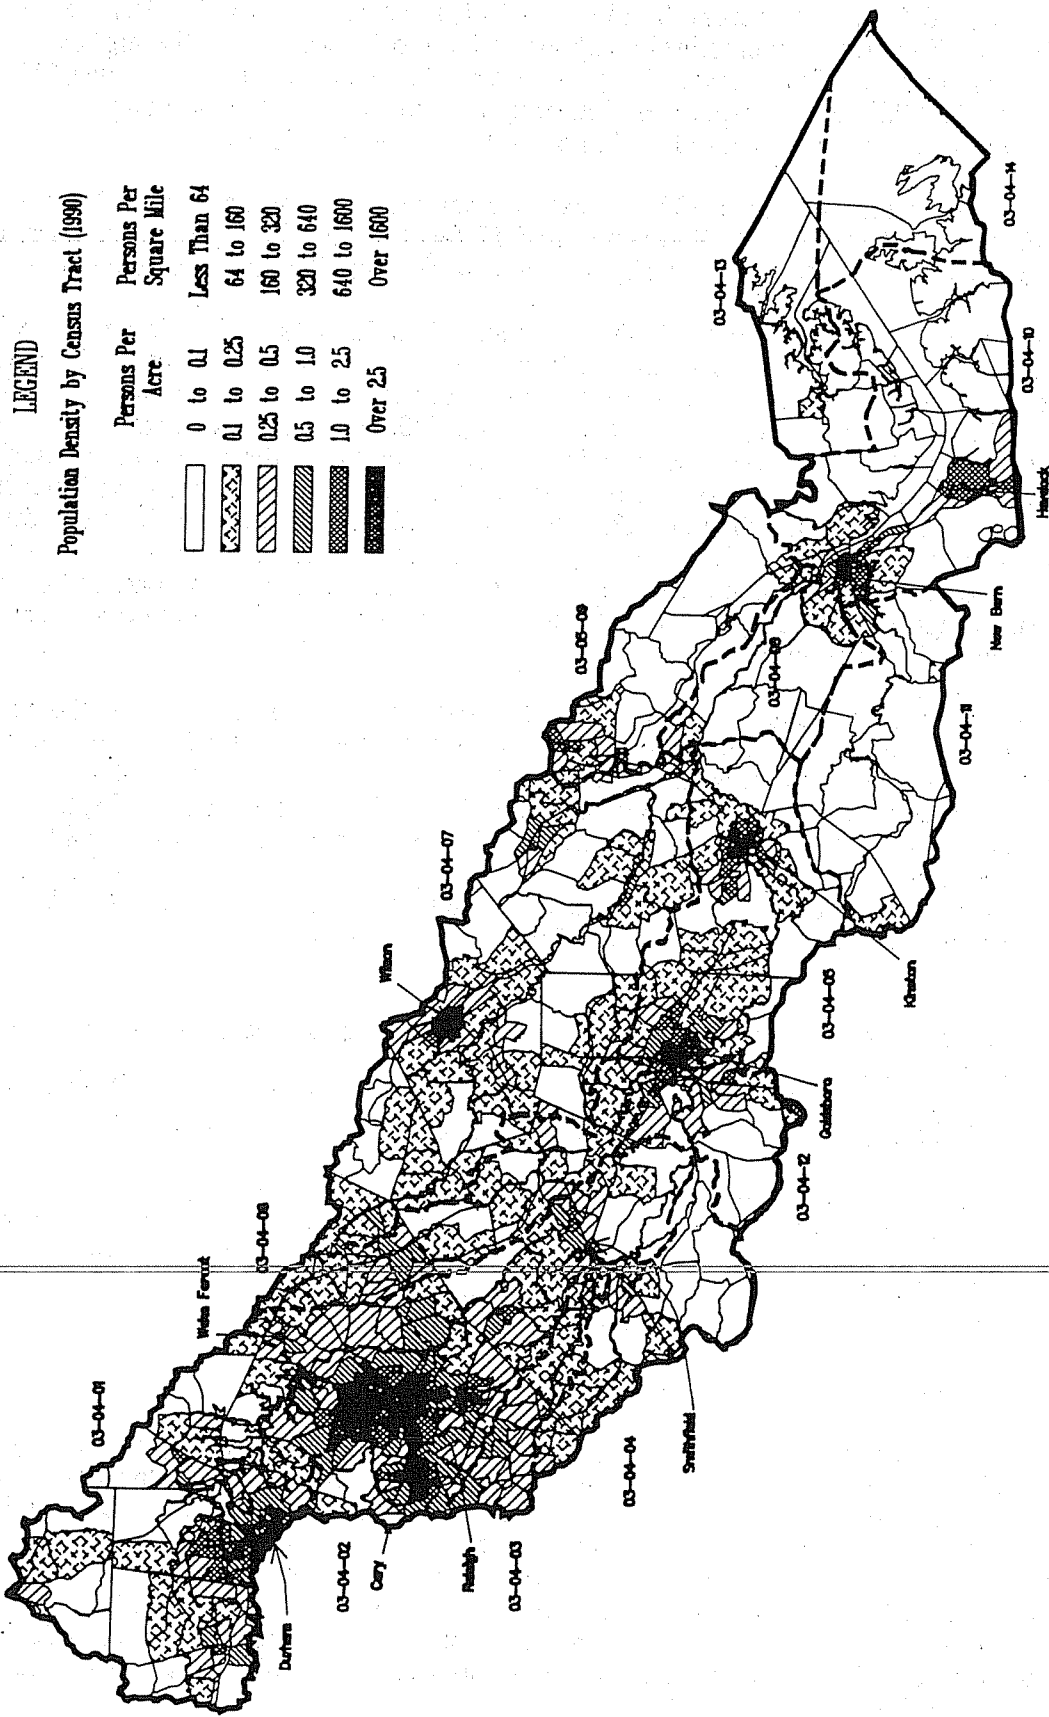 LEGEND
Population Density by Census Tract (1990)
Persons Per Acre
Persons Per Square Mile
0 to 0.1 Less Than 64
0.1 to 0.25 64 to 160
0.25 to 0.5 160 to 320
0.5 to 1.0 320 to 640
1.0 to 2.5 640 to 1600
Over 2.5 Over 1600
03-04-01
Wake Forest
03-04-06
Wilson
03-04-07
03-04-09
03-04-13
Durham
03-04-02
Cary
Raleigh
03-04-03
03-04-04
Smithfield
03-04-12
Goldsboro
03-04-05
Kinston
03-04-08
03-04-11
New Bern
Havelock
03-04-10
03-04-14